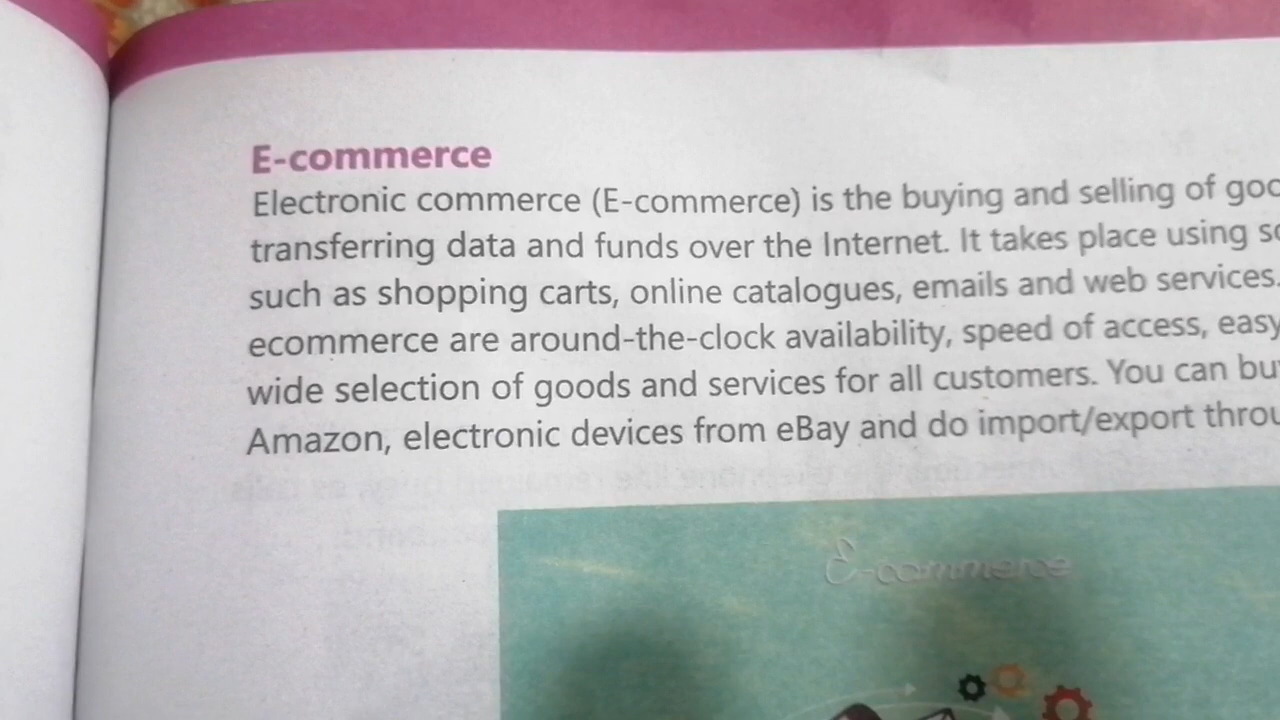 E-commerce
Electronic commerce (E-commerce) is the buying and selling of
transferring data and funds over the Internet. It takes place using
such as shopping carts, online catalogues, emails and web services.
ecommerce are around-the-clock availability, speed of access, easy
wide selection of goods and services for all customers. You can
Amazon, electronic devices from eBay and do import/export
E-commerce